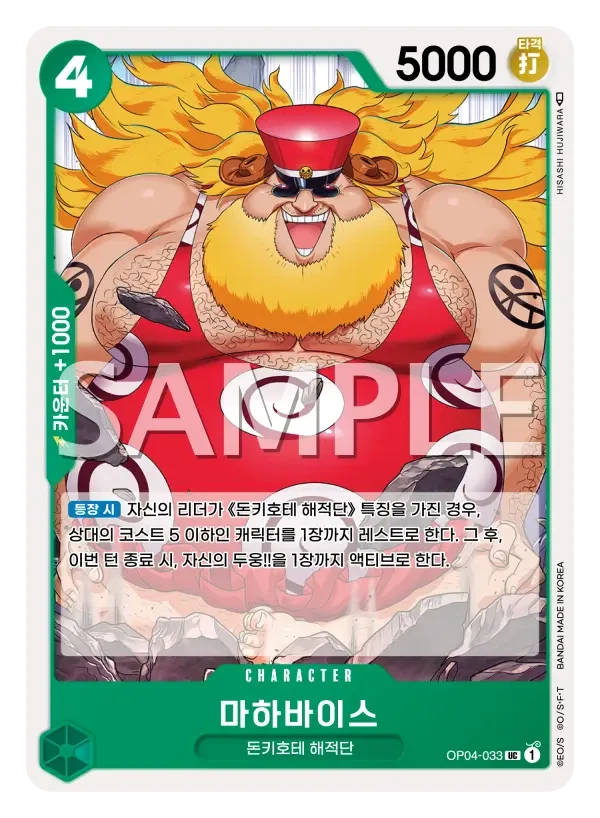 4
5000
타격
打
HISASHI HUJIWARA
카운터 +1000
SAMPLE
등장 시 자신의 리더가 《돈키호테 해적단》 특징을 가진 경우,
상대의 코스트 5 이하인 캐릭터를 1장까지 레스트로 한다. 그 후,
이번 턴 종료 시, 자신의 두웅!!을 1장까지 액티브로 한다.
CHARACTER
마하바이스
돈키호테 해적단
OP04-033 UC 1
©EO/S ©O/S·F·T BANDAI MADE IN KOREA